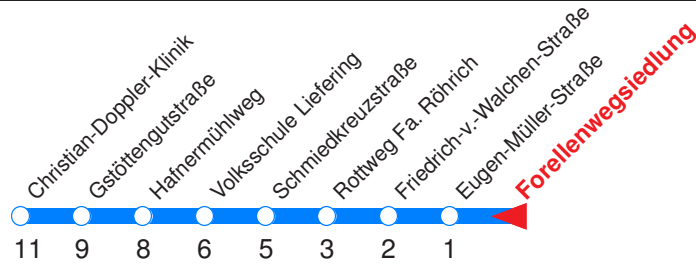 Christian-Doppler-Klinik
Gstöttengutstraße
Hafnermühlweg
Volksschule Liefering
Schmiedkreuzstraße
Rottweg Fa. Röhrich
Friedrich-v.-Walchen-Straße
Eugen-Müller-Straße
Forellenwegsiedlung
11 9 8 6 5 3 2 1